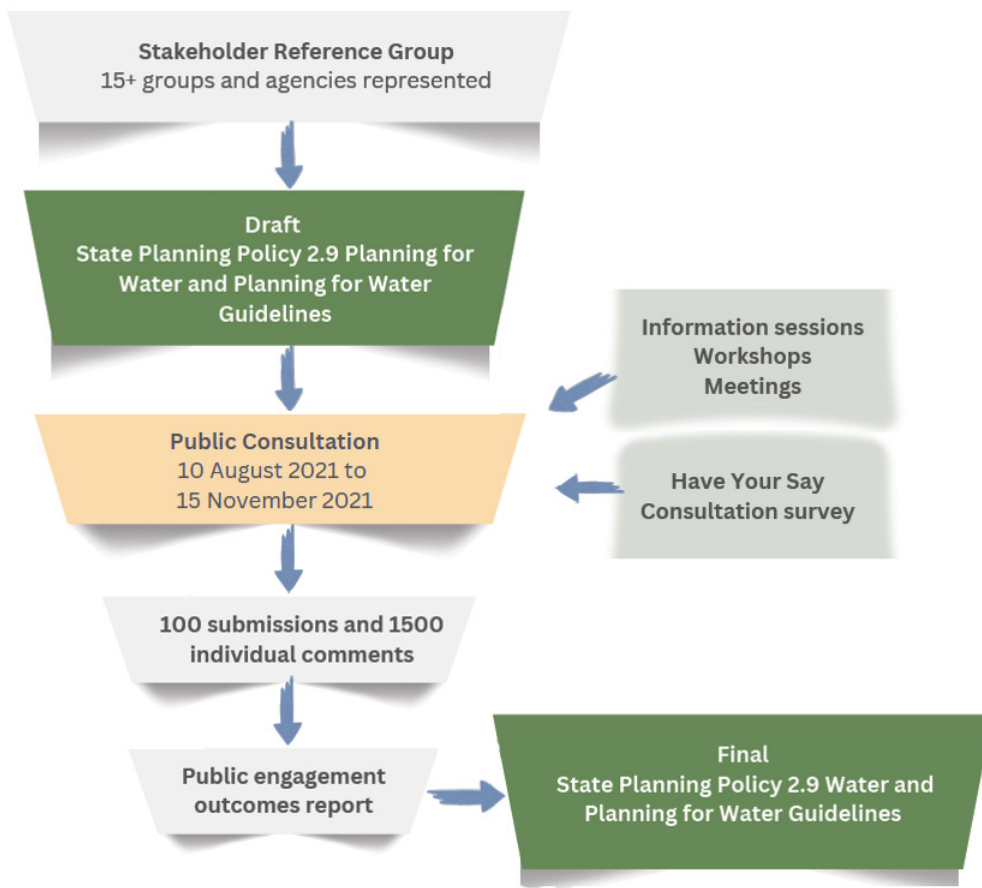 Stakeholder Reference Group
15+ groups and agencies represented
Draft
State Planning Policy 2.9 Planning for
Water and Planning for Water
Guidelines
Information sessions
Workshops
Meetings
Public Consultation
10 August 2021 to
15 November 2021
Have Your Say
Consultation survey
100 submissions and 1500
individual comments
Public engagement
outcomes report
Final
State Planning Policy 2.9 Water and
Planning for Water Guidelines